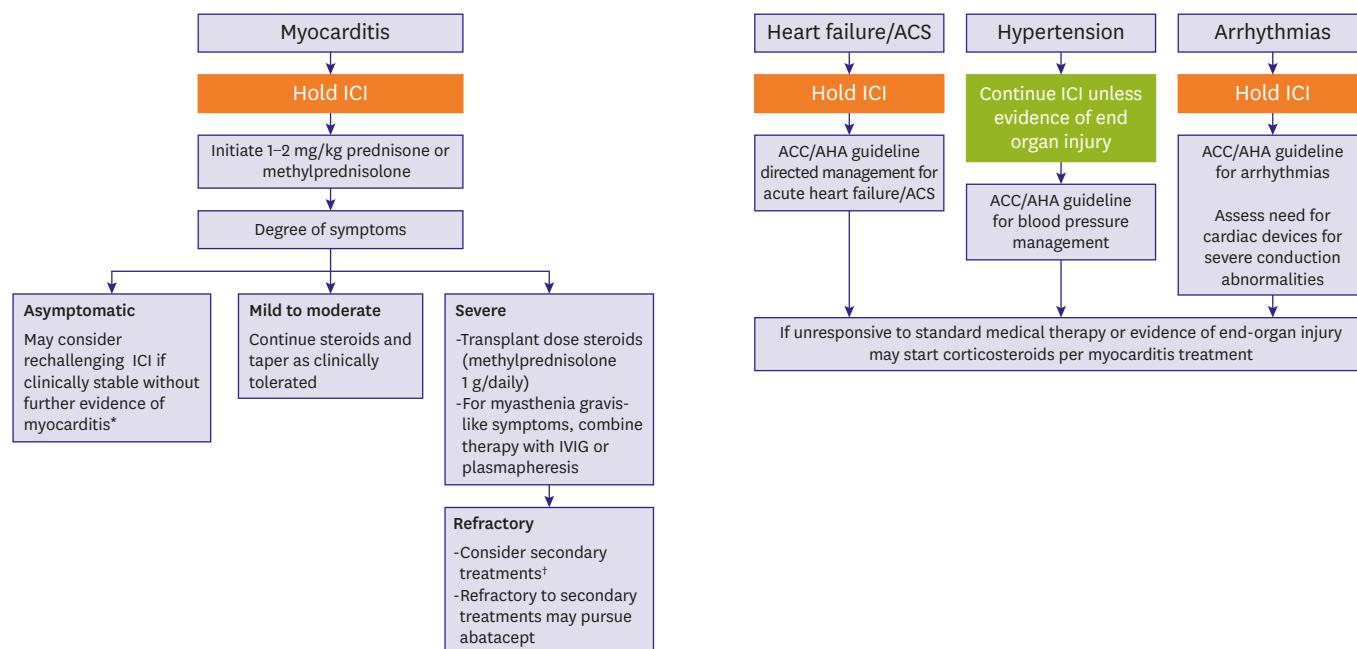 Myocarditis
Hold ICI
Initiate 1–2 mg/kg prednisone or
methylprednisolone
Degree of symptoms
Asymptomatic
May consider
rechallenging ICI if
clinically stable without
further evidence of
myocarditis*
Mild to moderate
Continue steroids and
taper as clinically
tolerated
Severe
-Transplant dose steroids
(methylprednisolone
1 g/daily)
-For myasthenia gravis-
like symptoms, combine
therapy with IVIG or
plasmapheresis
Refractory
-Consider secondary
treatments†
-Refractory to secondary
treatments may pursue
abatacept
Heart failure/ACS
Hold ICI
ACC/AHA guideline
directed management for
acute heart failure/ACS
Hypertension
Continue ICI unless
evidence of end
organ injury
ACC/AHA guideline
for blood pressure
management
Arrhythmias
Hold ICI
ACC/AHA guideline
for arrhythmias
Assess need for
cardiac devices for
severe conduction
abnormalities
If unresponsive to standard medical therapy or evidence of end-organ injury
may start corticosteroids per myocarditis treatment